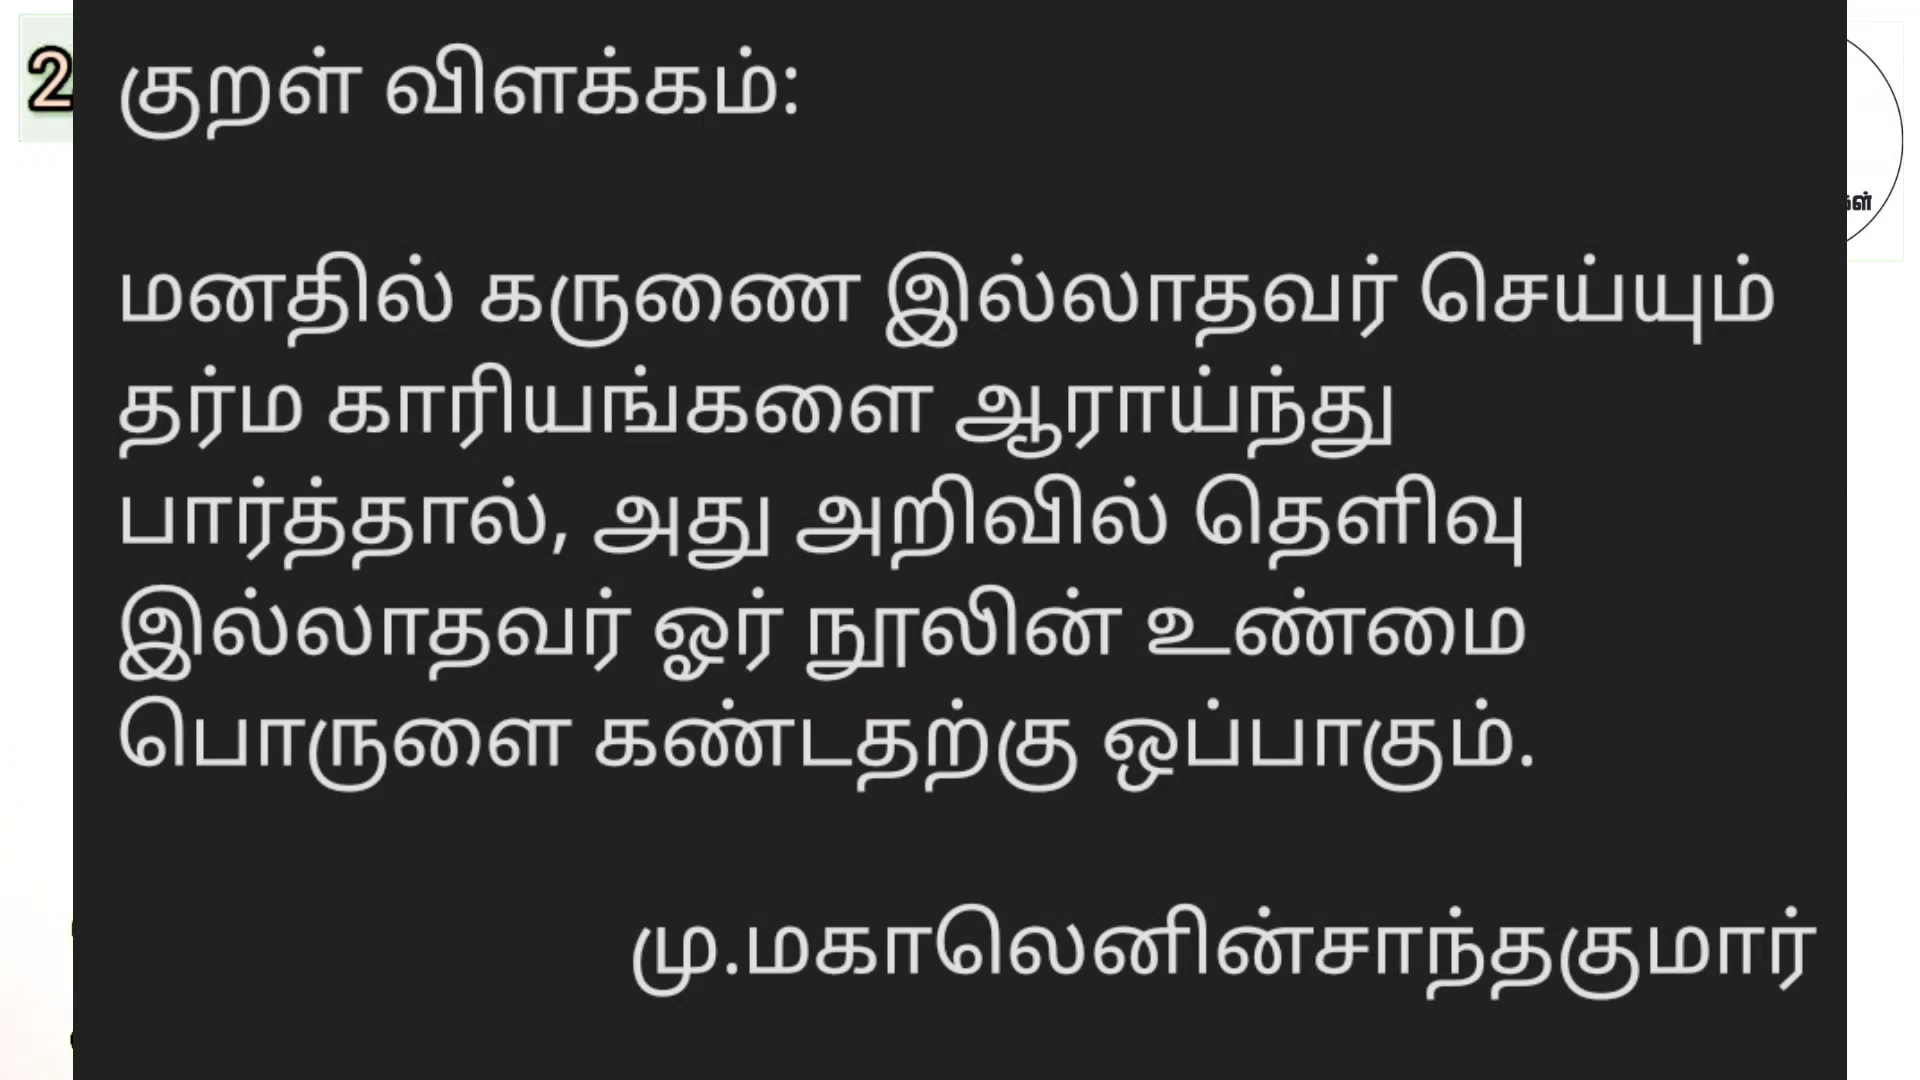 2
குறள் விளக்கம்:
மனதில் கருணை இல்லாதவர் செய்யும்
தர்ம காரியங்களை ஆராய்ந்து
பார்த்தால், அது அறிவில் தெளிவு
இல்லாதவர் ஓர் நூலின் உண்மை
பொருளை கண்டதற்கு ஒப்பாகும்.
மு.மகாலெனின்சாந்தகுமார்